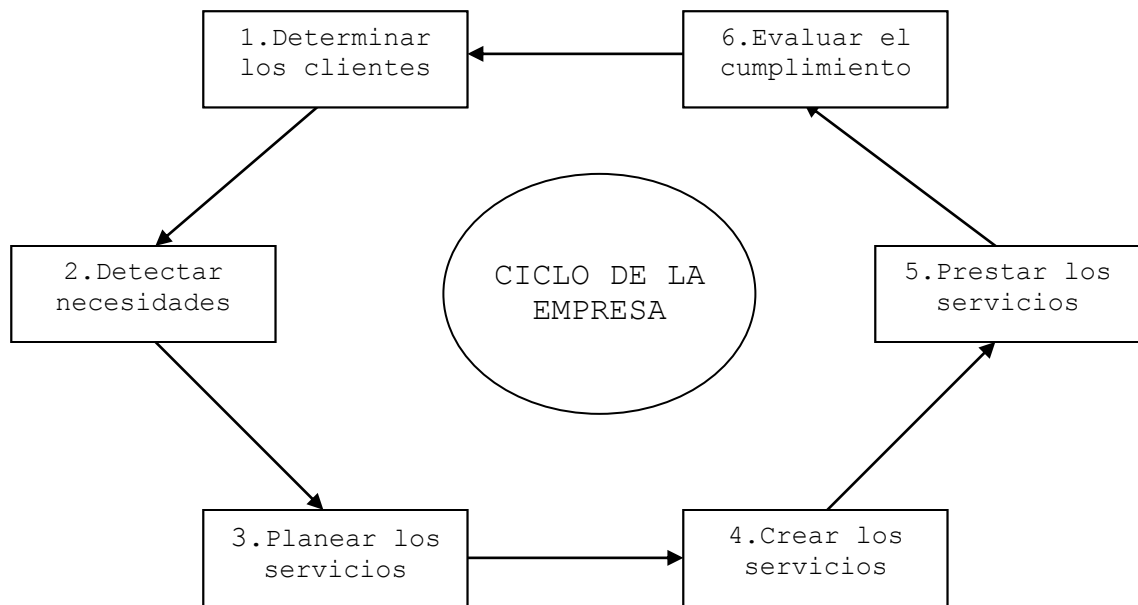 1.Determinar
los clientes
6.Evaluar el
cumplimiento
2.Detectar
necesidades
CICLO DE LA
EMPRESA
5.Prestar los
servicios
3.Planear los
servicios
4.Crear los
servicios